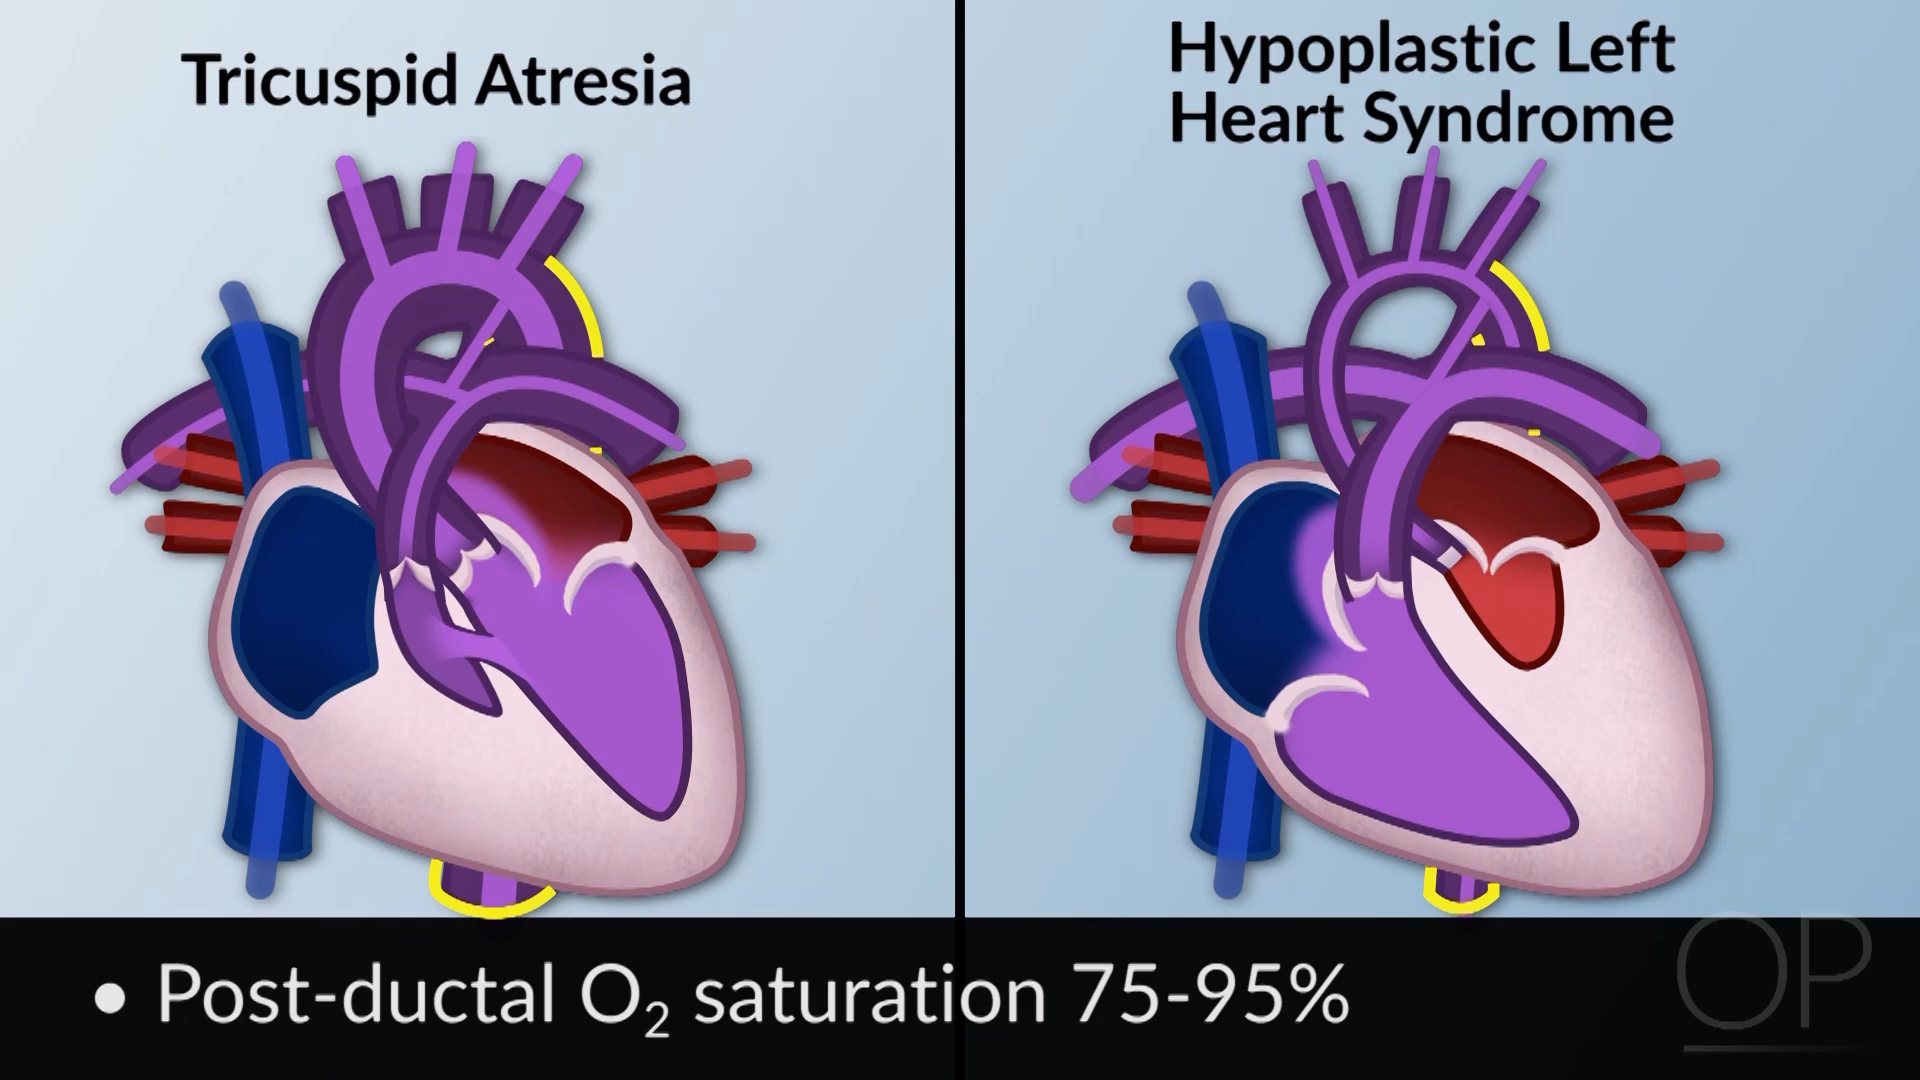 Tricuspid Atresia
Hypoplastic Left
Heart Syndrome
• Post-ductal O₂ saturation 75-95%
OP